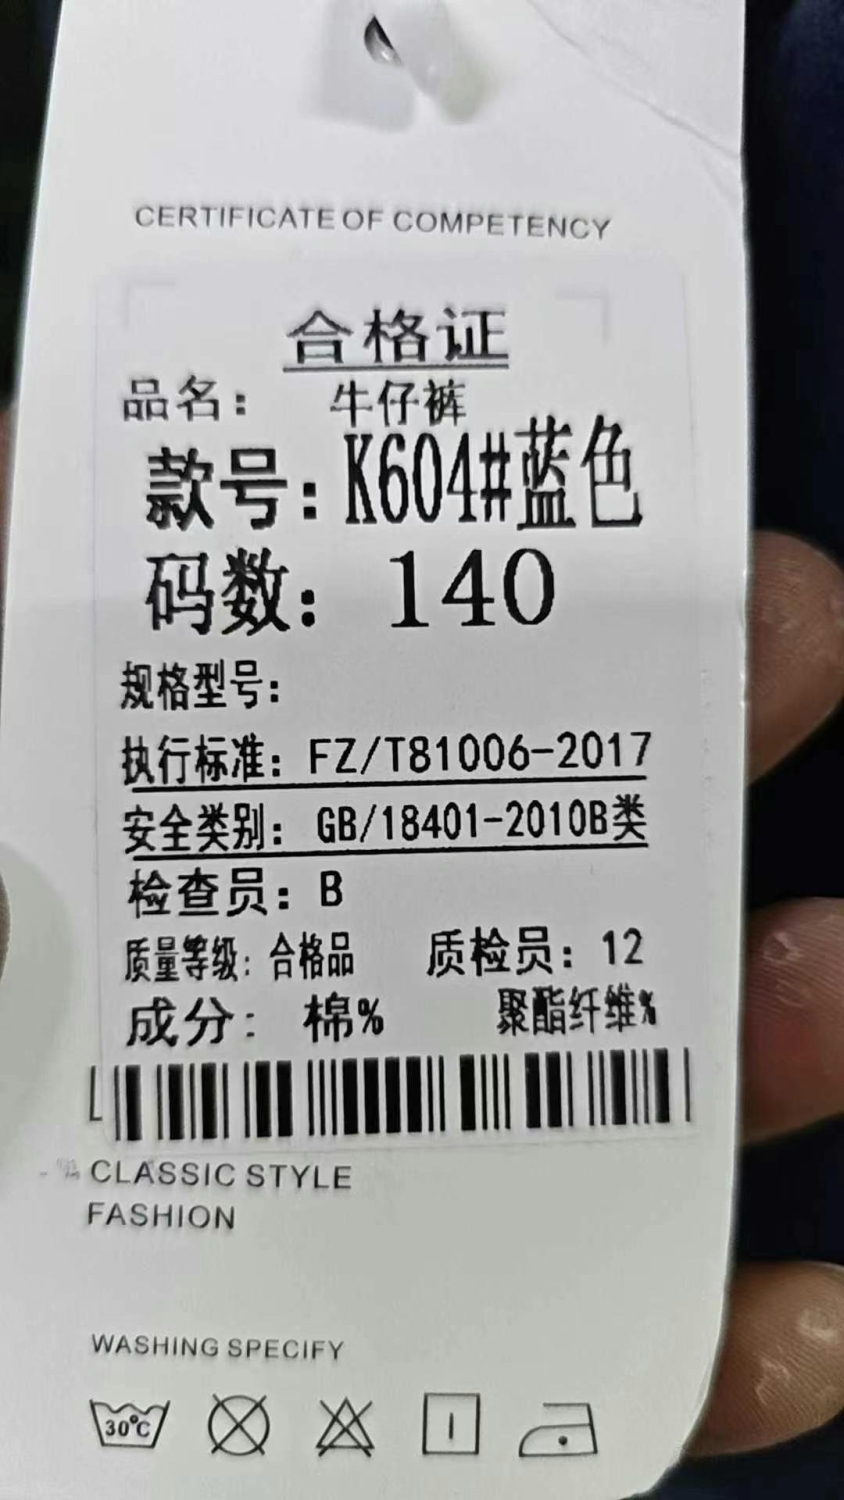 CERTIFICATE OF COMPETENCY
合格证
品名： 牛仔裤
款号：K604#蓝色
码数：140
规格型号：
执行标准：FZ/T81006-2017
安全类别：GB/18401-2010B类
检查员：B
质量等级：合格品 质检员：12
成分：棉% 聚酯纤维%
CLASSIC STYLE
FASHION
WASHING SPECIFY
30℃